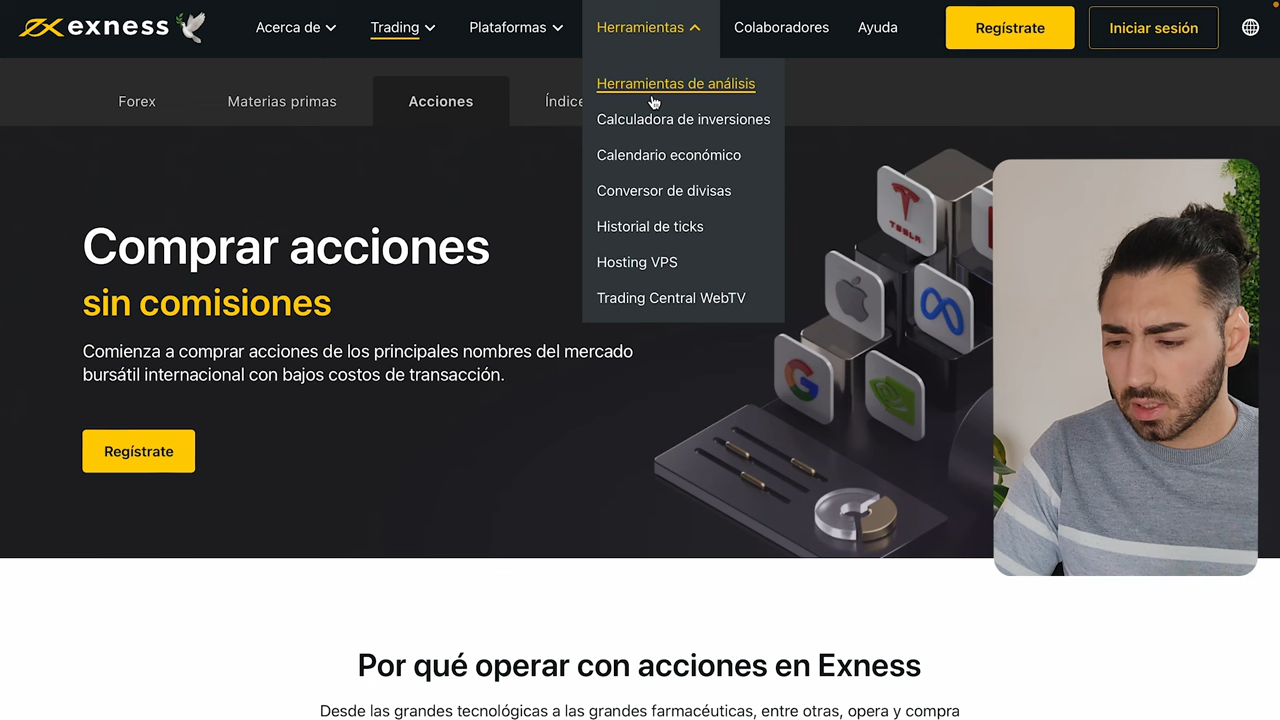 exness
Acerca de
Trading
Plataformas
Herramientas
Colaboradores
Ayuda
Regístrate
Iniciar sesión
Forex
Materias primas
Acciones
Herramientas de análisis
Calculadora de inversiones
Calendario económico
Conversor de divisas
Historial de ticks
Hosting VPS
Trading Central WebTV
Comprar acciones
sin comisiones
Comienza a comprar acciones de los principales nombres del mercado
bursátil internacional con bajos costos de transacción.
Regístrate
TESLA
Por qué operar con acciones en Exness
Desde las grandes tecnológicas a las grandes farmacéuticas, entre otras, opera y compra